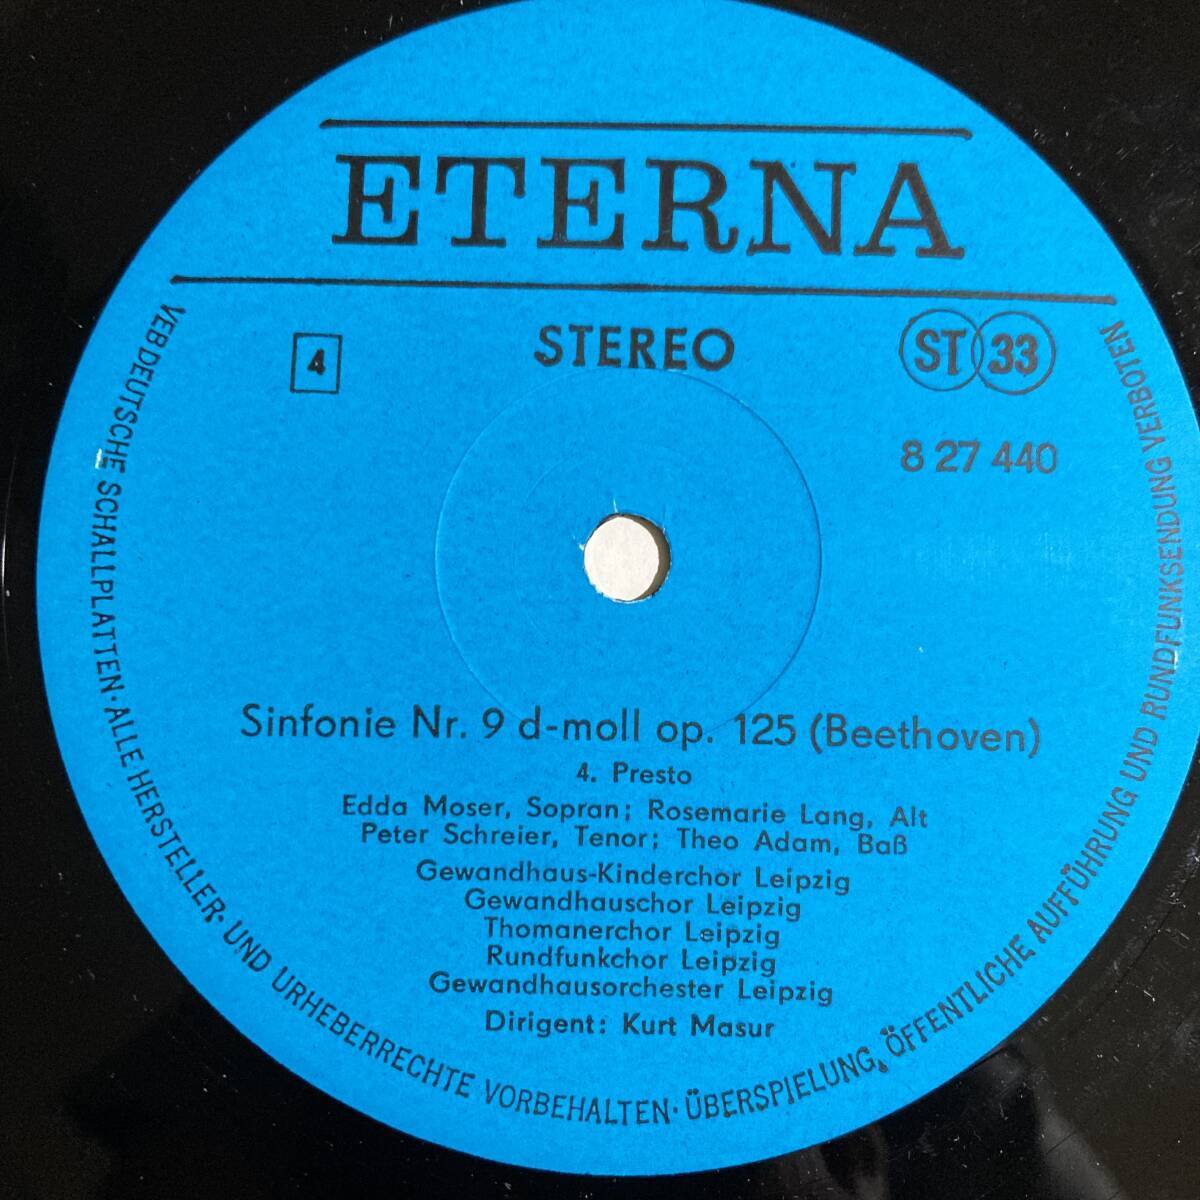 ETERNA
4
STEREO
ST 33
8 27 440
Sinfonie Nr. 9 d-moll op. 125 (Beethoven)
4. Presto
Edda Moser, Sopran; Rosemarie Lang, Alt
Peter Schreier, Tenor; Theo Adam, Baß
Gewandhaus-Kinderchor Leipzig
Gewandhauschor Leipzig
Thomanerchor Leipzig
Rundfunkchor Leipzig
Gewandhausorchester Leipzig
Dirigent: Kurt Masur
VEB DEUTSCHE SCHALLPLATTEN · ALLE HERSTELLER- UND URHEBERRECHTE VORBEHALTEN · ÜBERSPIELUNG, ÖFFENTLICHE AUFFÜHRUNG UND RUNDFUNKSENDUNG VERBOTEN